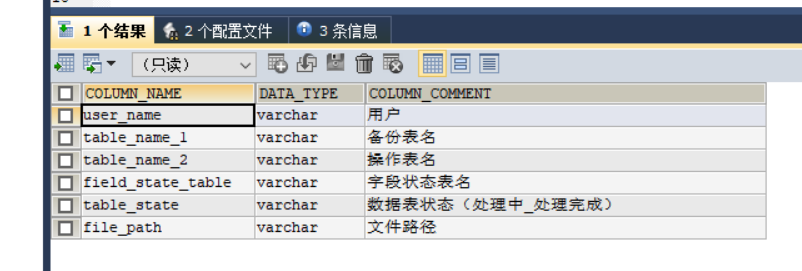 1 个结果 2 个配置文件 3 条信息
(只读)
COLUMN_NAME DATA_TYPE COLUMN_COMMENT
user_name varchar 用户
table_name_1 varchar 备份表名
table_name_2 varchar 操作表名
field_state_table varchar 字段状态表名
table_state varchar 数据表状态（处理中_处理完成）
file_path varchar 文件路径